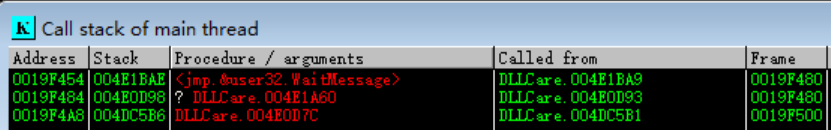 K Call stack of main thread
Address Stack Procedure / arguments Called from Frame
0019F454 004E1BAE <jmp.&user32.WaitMessage> DLLCare.004E1BA9 0019F480
0019F484 004E0D98 ? DLLCare.004E1A60 DLLCare.004E0D93 0019F480
0019F4A8 004DC5B6 DLLCare.004E0D7C DLLCare.004DC5B1 0019F500